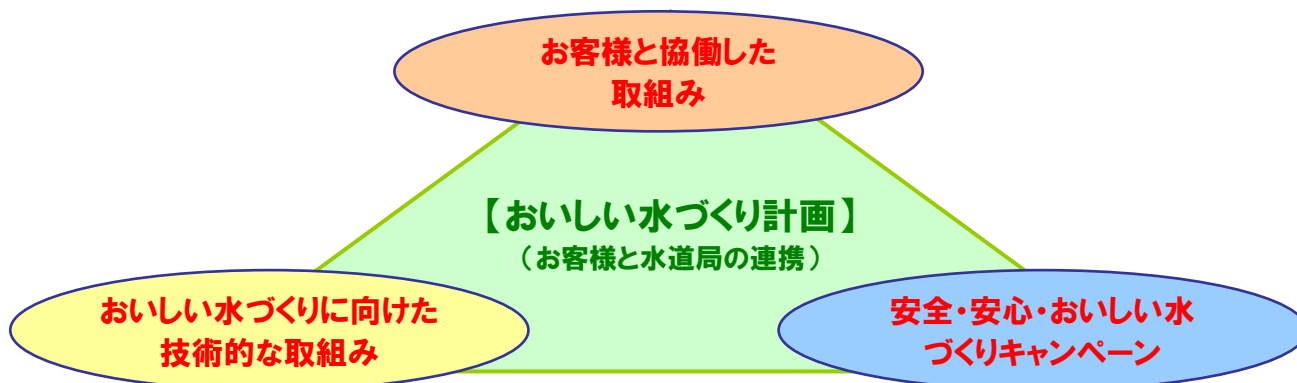 お客様と協働した
取組み
【おいしい水づくり計画】
（お客様と水道局の連携）
おいしい水づくりに向けた
技術的な取組み
安全・安心・おいしい水
づくりキャンペーン